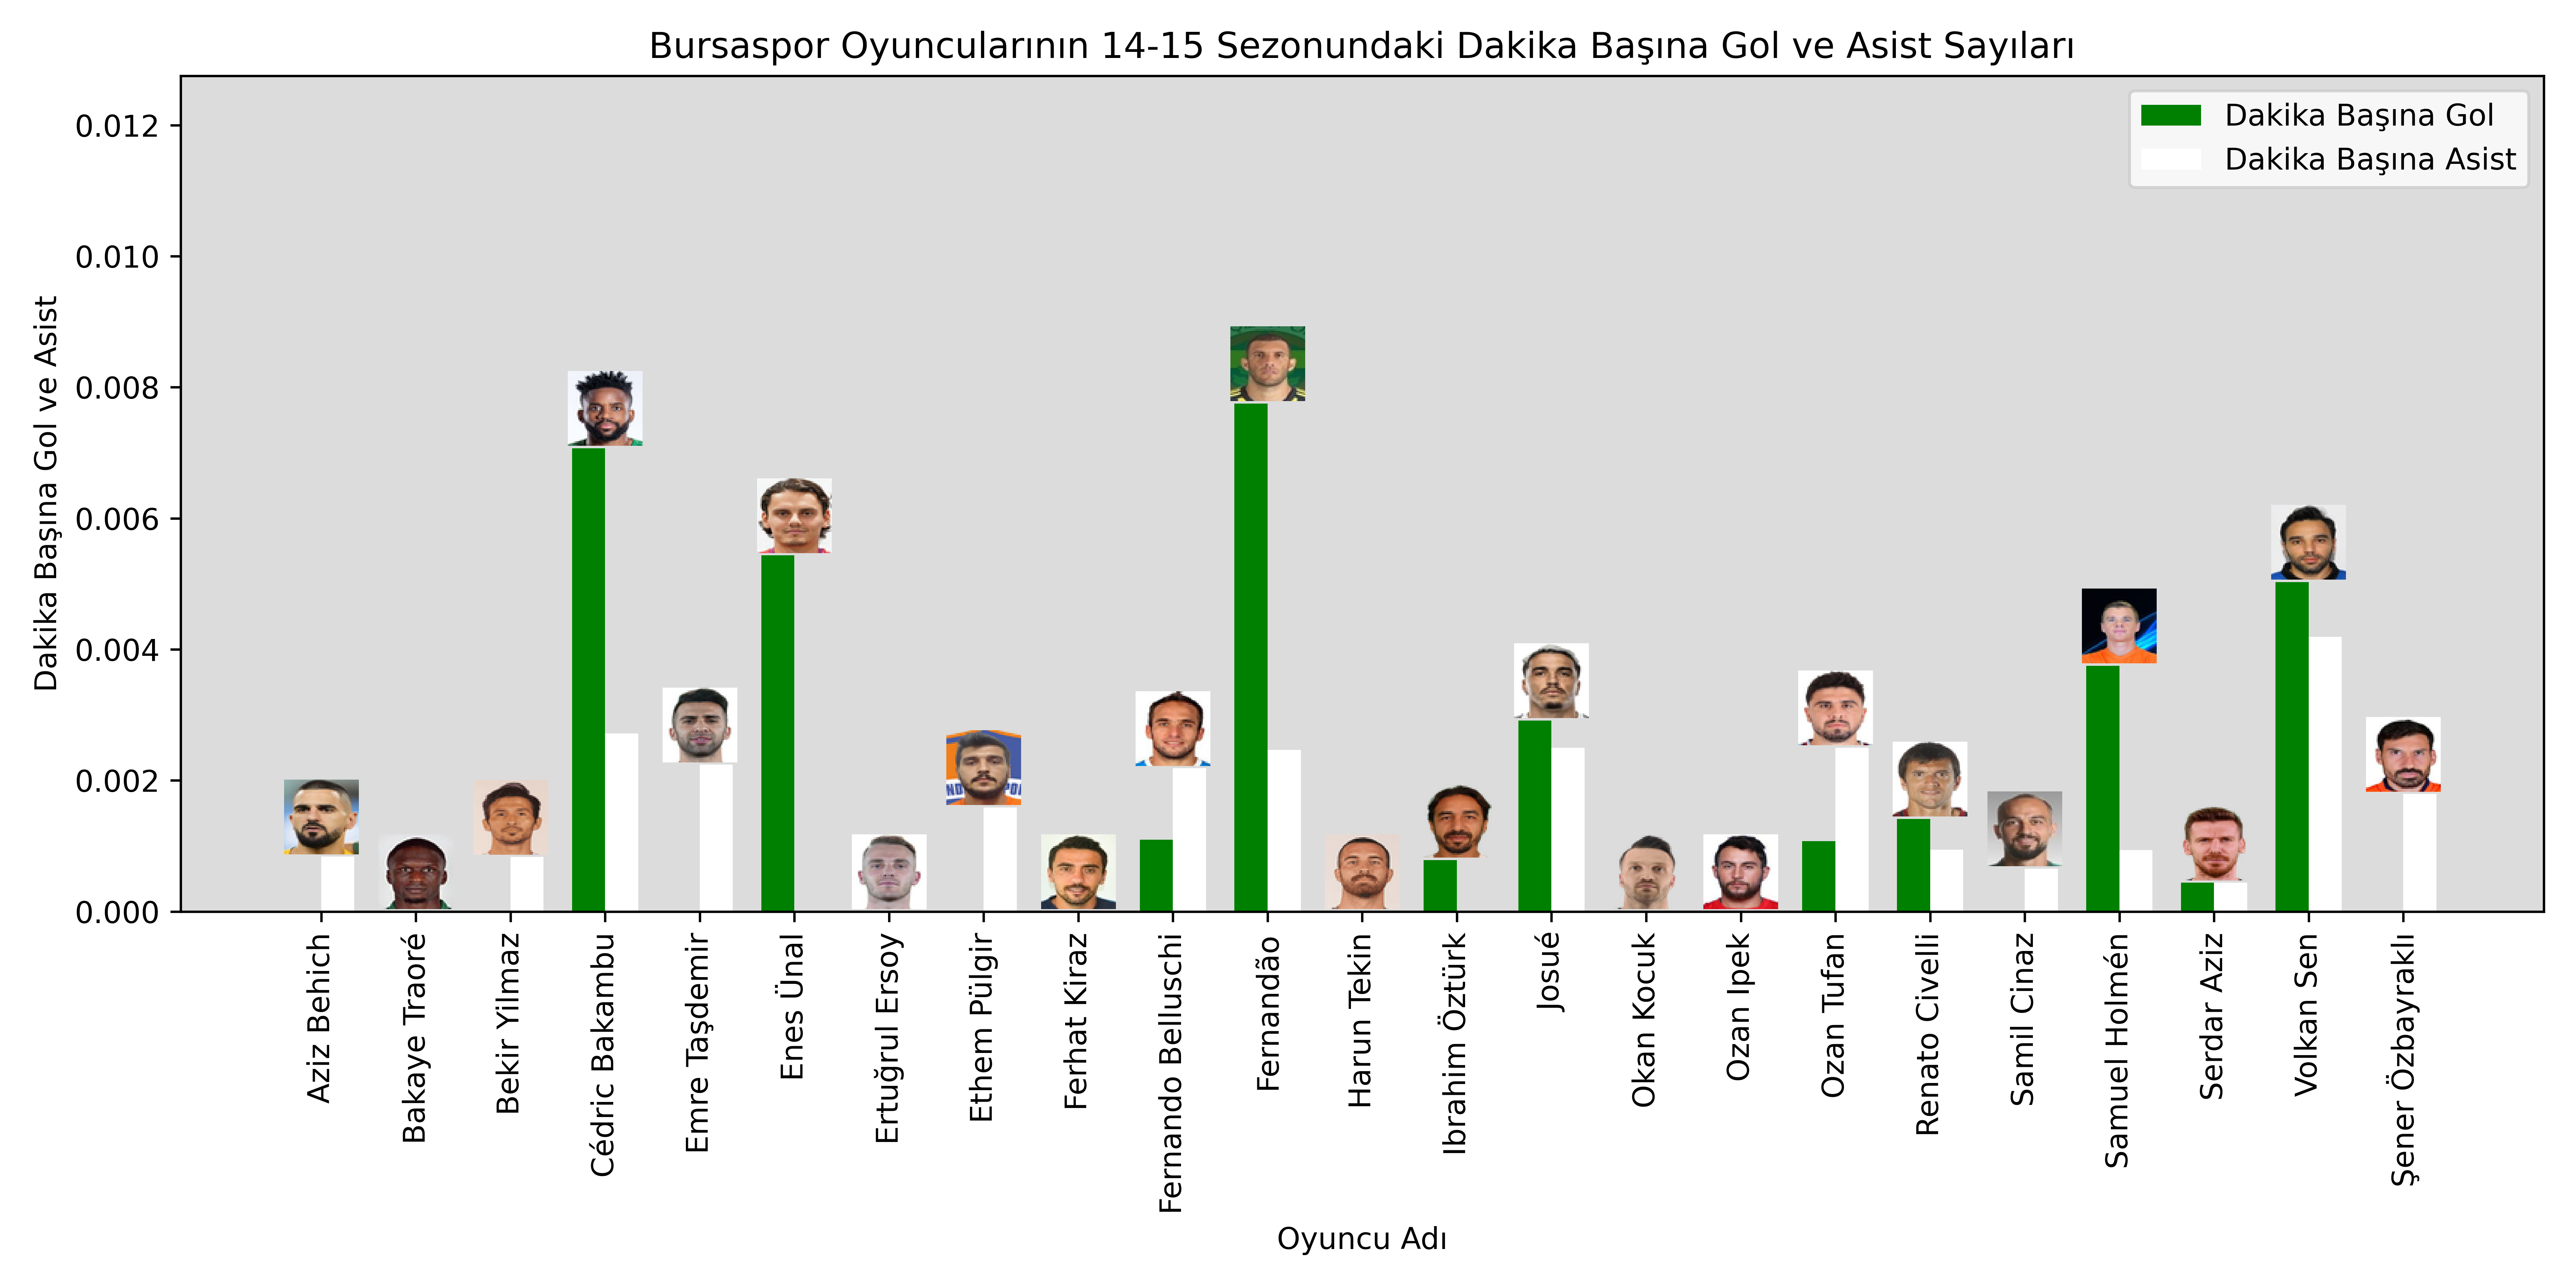 Bursaspor Oyuncularının 14-15 Sezonundaki Dakika Başına Gol ve Asist Sayıları
Dakika Başına Gol
Dakika Başına Asist
Dakika Başına Gol ve Asist
0.012
0.010
0.008
0.006
0.004
0.002
0.000
Aziz Behich
Bakaye Traoré
Bekir Yilmaz
Cédric Bakambu
Emre Taşdemir
Enes Ünal
Ertuğrul Ersoy
Ethem Pülgir
Ferhat Kiraz
Fernando Belluschi
Fernandão
Harun Tekin
Ibrahim Öztürk
Josué
Okan Kocuk
Ozan Ipek
Ozan Tufan
Renato Civelli
Samil Cinaz
Samuel Holmén
Serdar Aziz
Volkan Sen
Şener Özbayraklı
Oyuncu Adı